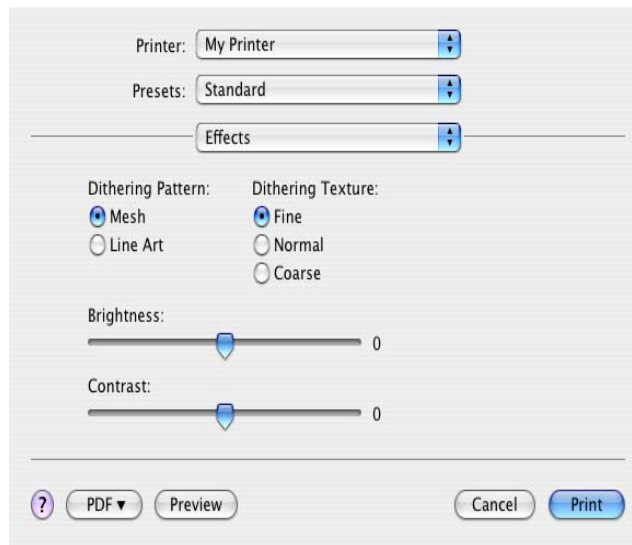 Printer: My Printer
Presets: Standard
Effects
Dithering Pattern: Dithering Texture:
Mesh Fine
Line Art Normal
Coarse
Brightness:
0
Contrast:
0
? PDF ▼ Preview Cancel Print